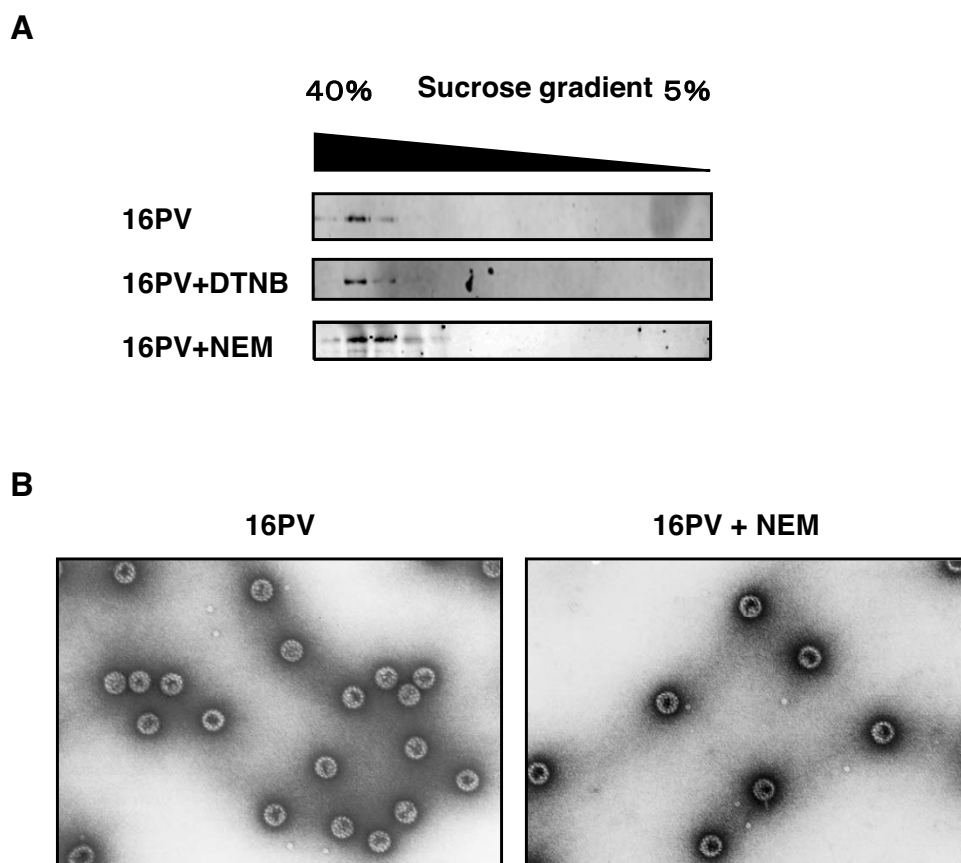 A
40% Sucrose gradient 5%
16PV
16PV+DTNB
16PV+NEM
B
16PV 16PV + NEM